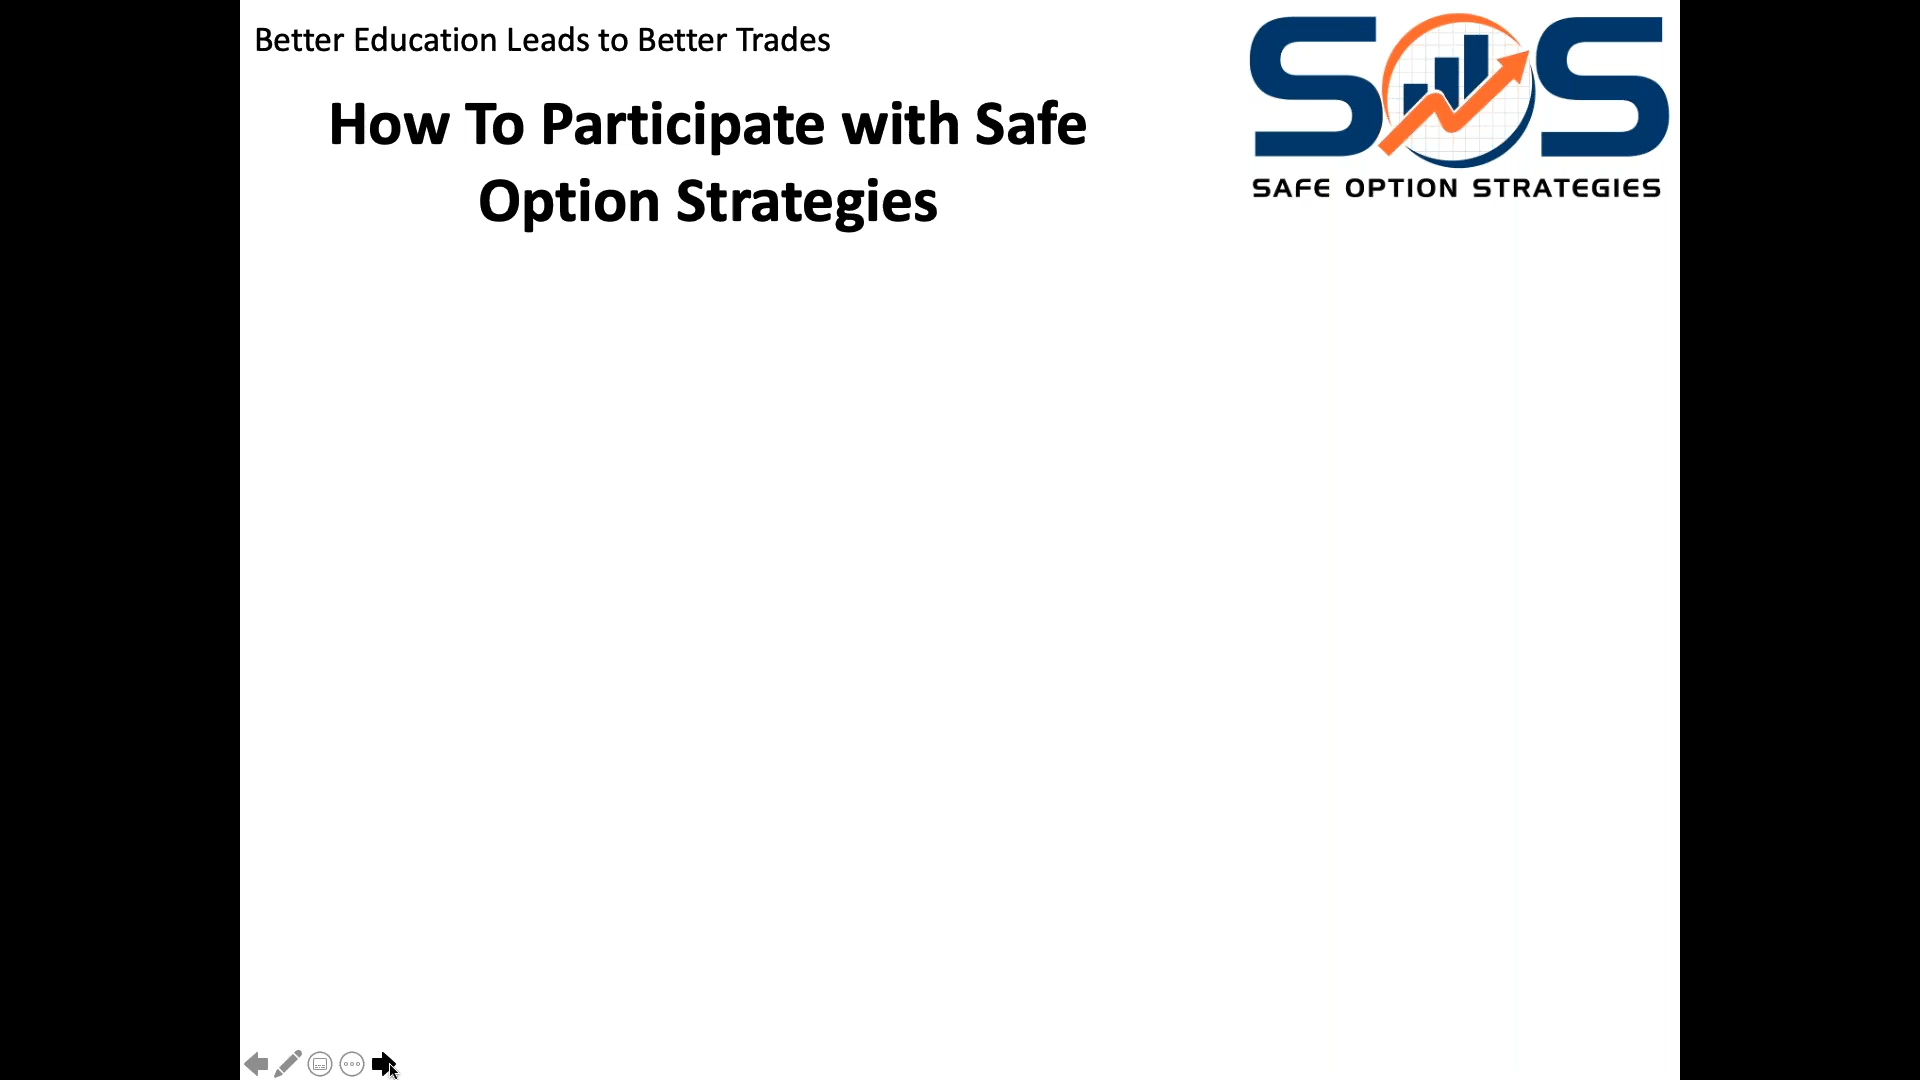 Better Education Leads to Better Trades
How To Participate with Safe
Option Strategies
SOS
SAFE OPTION STRATEGIES